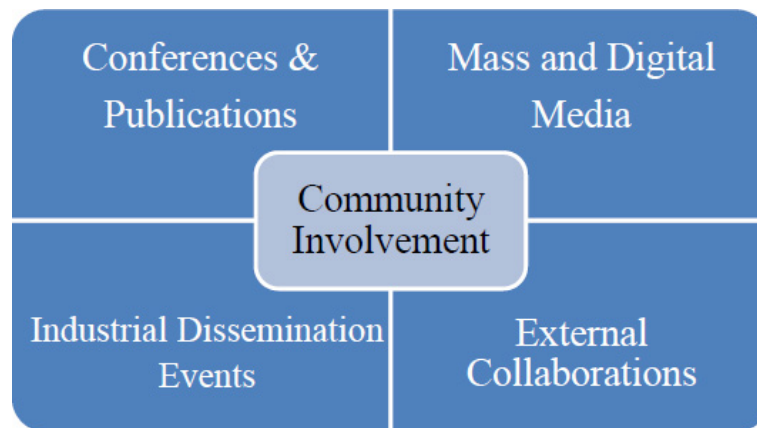 Conferences &
Publications
Mass and Digital
Media
Community
Involvement
Industrial Dissemination
Events
External
Collaborations